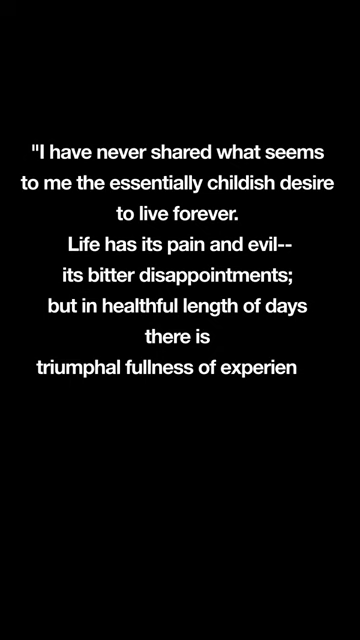 "I have never shared what seems
to me the essentially childish desire
to live forever.
Life has its pain and evil--
its bitter disappointments;
but in healthful length of days
there is
triumphal fullness of experien